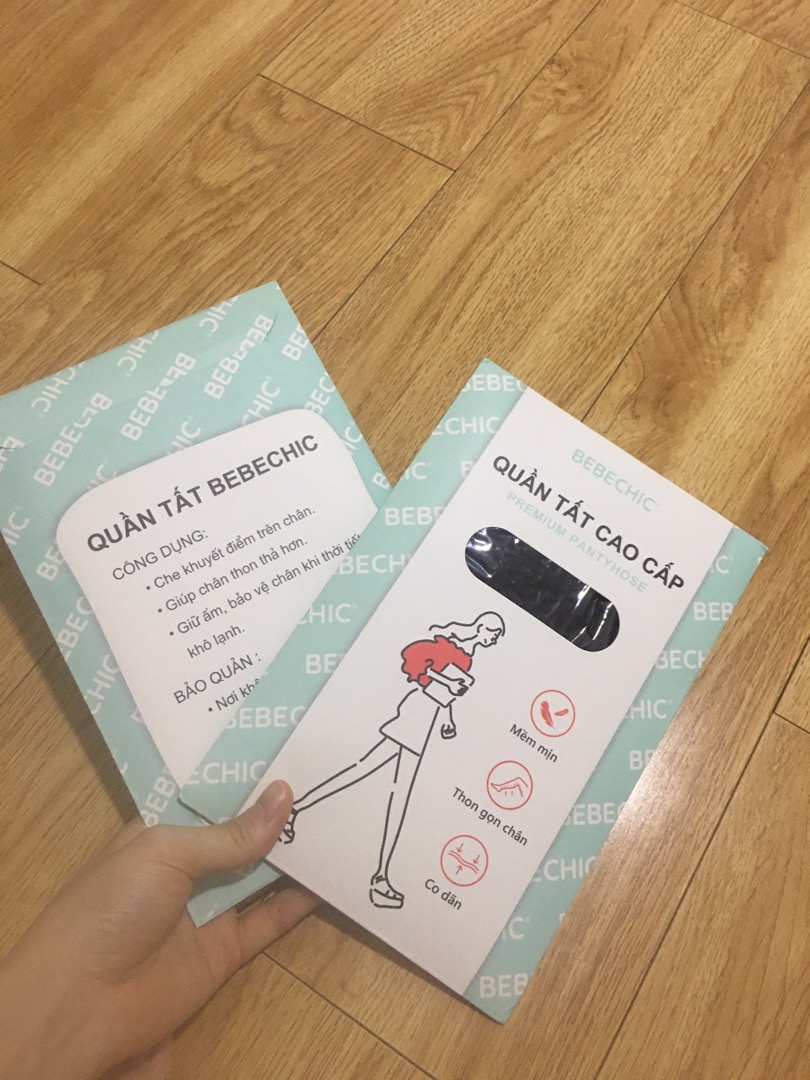 QUẦN TẤT BEBECHIC
CÔNG DỤNG:
• Che khuyết điểm trên chân.
• Giúp chân thon thả hơn.
• Giữ ấm, bảo vệ chân khi thời tiết
khô lạnh.
BẢO QUẢN :
• Nơi
BEBECHIC
QUẦN TẤT CAO CẤP
PREMIUM PANTYHOSE
Mềm mịn
Thon gọn chân
Co dãn